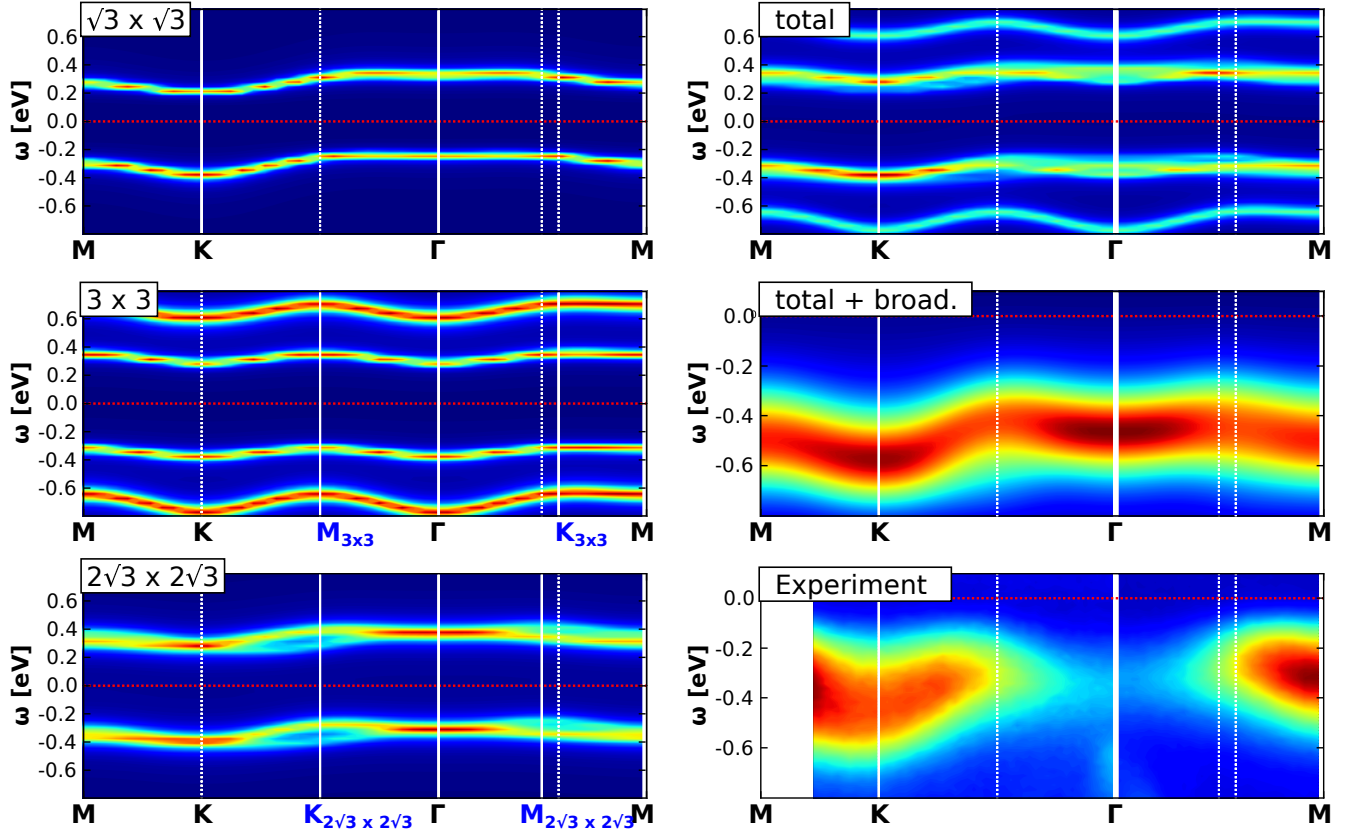 √3 x √3
0.6
0.4
0.2
0.0
-0.2
-0.4
-0.6
ω [eV]
M K Γ M
total
0.6
0.4
0.2
0.0
-0.2
-0.4
-0.6
ω [eV]
M K Γ M
3 x 3
0.6
0.4
0.2
0.0
-0.2
-0.4
-0.6
ω [eV]
M K M3x3 Γ K3x3 M
total + broad.
0.0
-0.2
-0.4
-0.6
ω [eV]
M K Γ M
2√3 x 2√3
0.6
0.4
0.2
0.0
-0.2
-0.4
-0.6
ω [eV]
M K K2√3 x 2√3 Γ M2√3 x 2√3 M
Experiment
0.0
-0.2
-0.4
-0.6
ω [eV]
M K Γ M